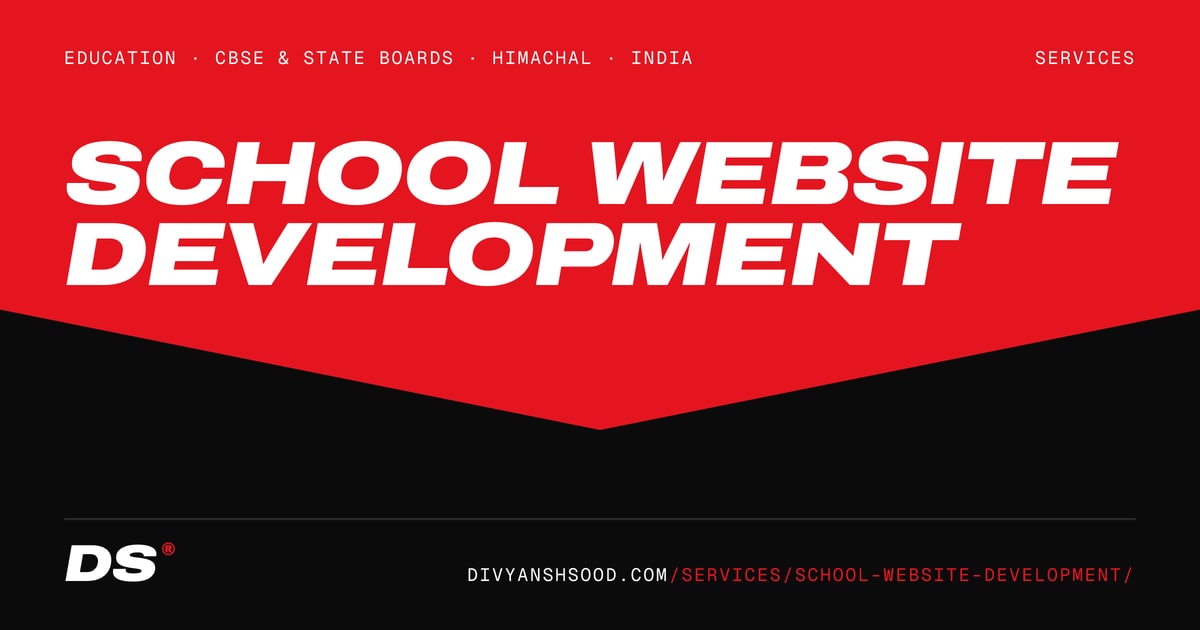 EDUCATION · CBSE & STATE BOARDS · HIMACHAL · INDIA
SERVICES
SCHOOL WEBSITE
DEVELOPMENT
DS®
DIVYANSHSOOD.COM/SERVICES/SCHOOL-WEBSITE-DEVELOPMENT/